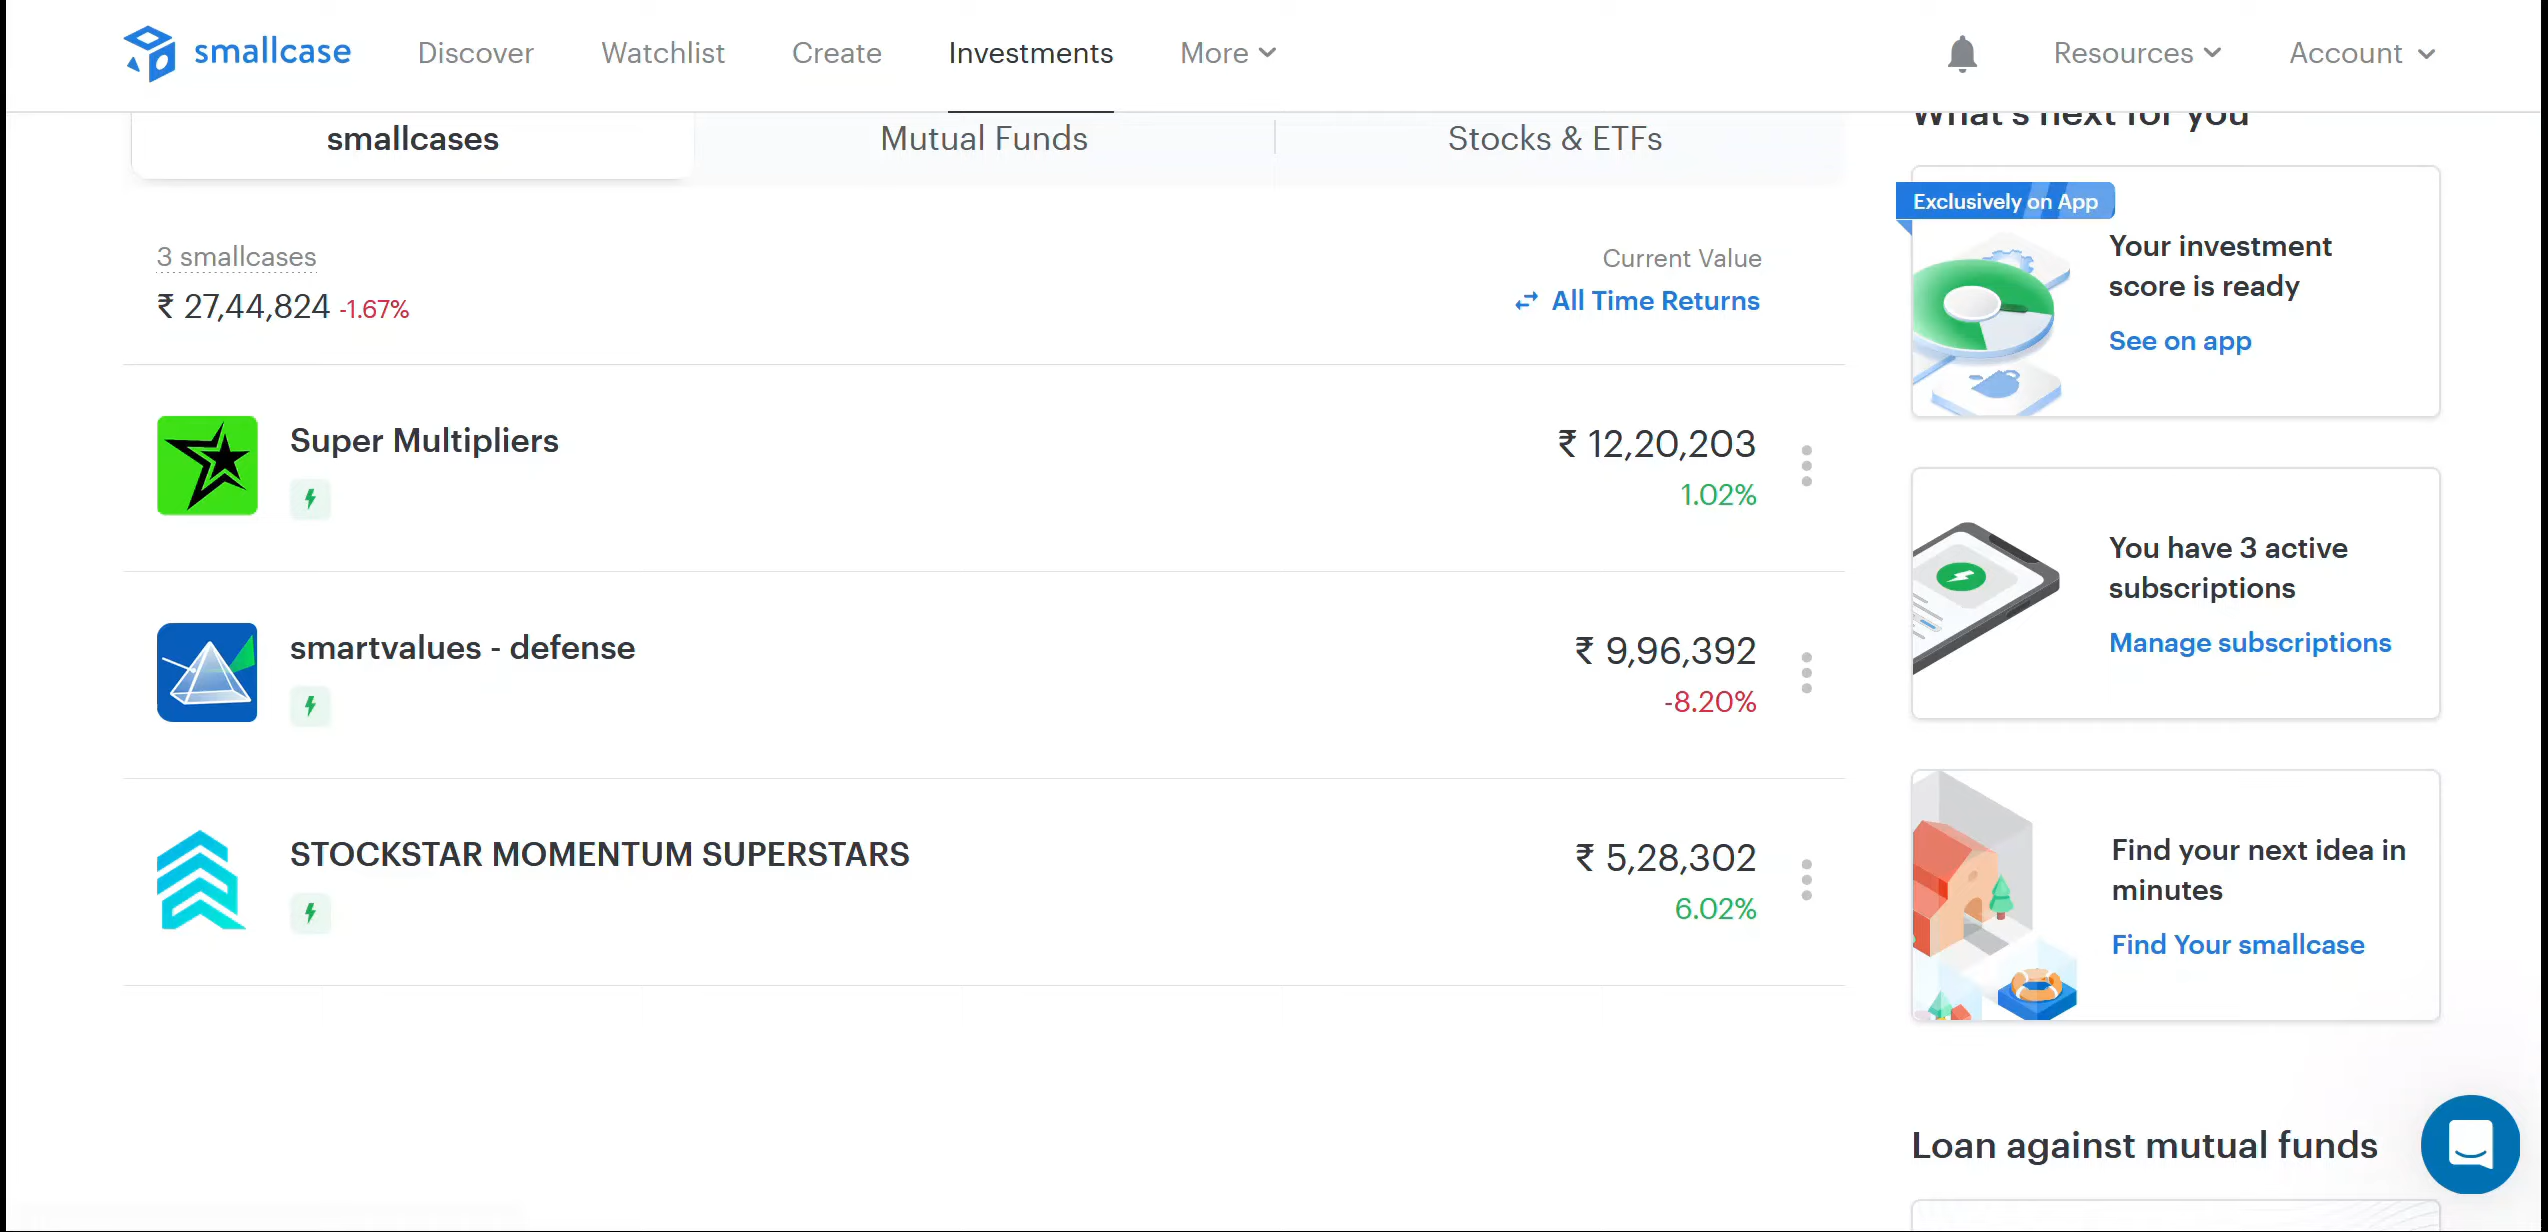 smallcase Discover Watchlist Create Investments More Resources Account
smallcases Mutual Funds Stocks & ETFs
3 smallcases
₹ 27,44,824 -1.67%
Current Value
All Time Returns
Super Multipliers
₹ 12,20,203
1.02%
smartvalues - defense
₹ 9,96,392
-8.20%
STOCKSTAR MOMENTUM SUPERSTARS
₹ 5,28,302
6.02%
What's next for you
Exclusively on App
Your investment
score is ready
See on app
You have 3 active
subscriptions
Manage subscriptions
Find your next idea in
minutes
Find Your smallcase
Loan against mutual funds